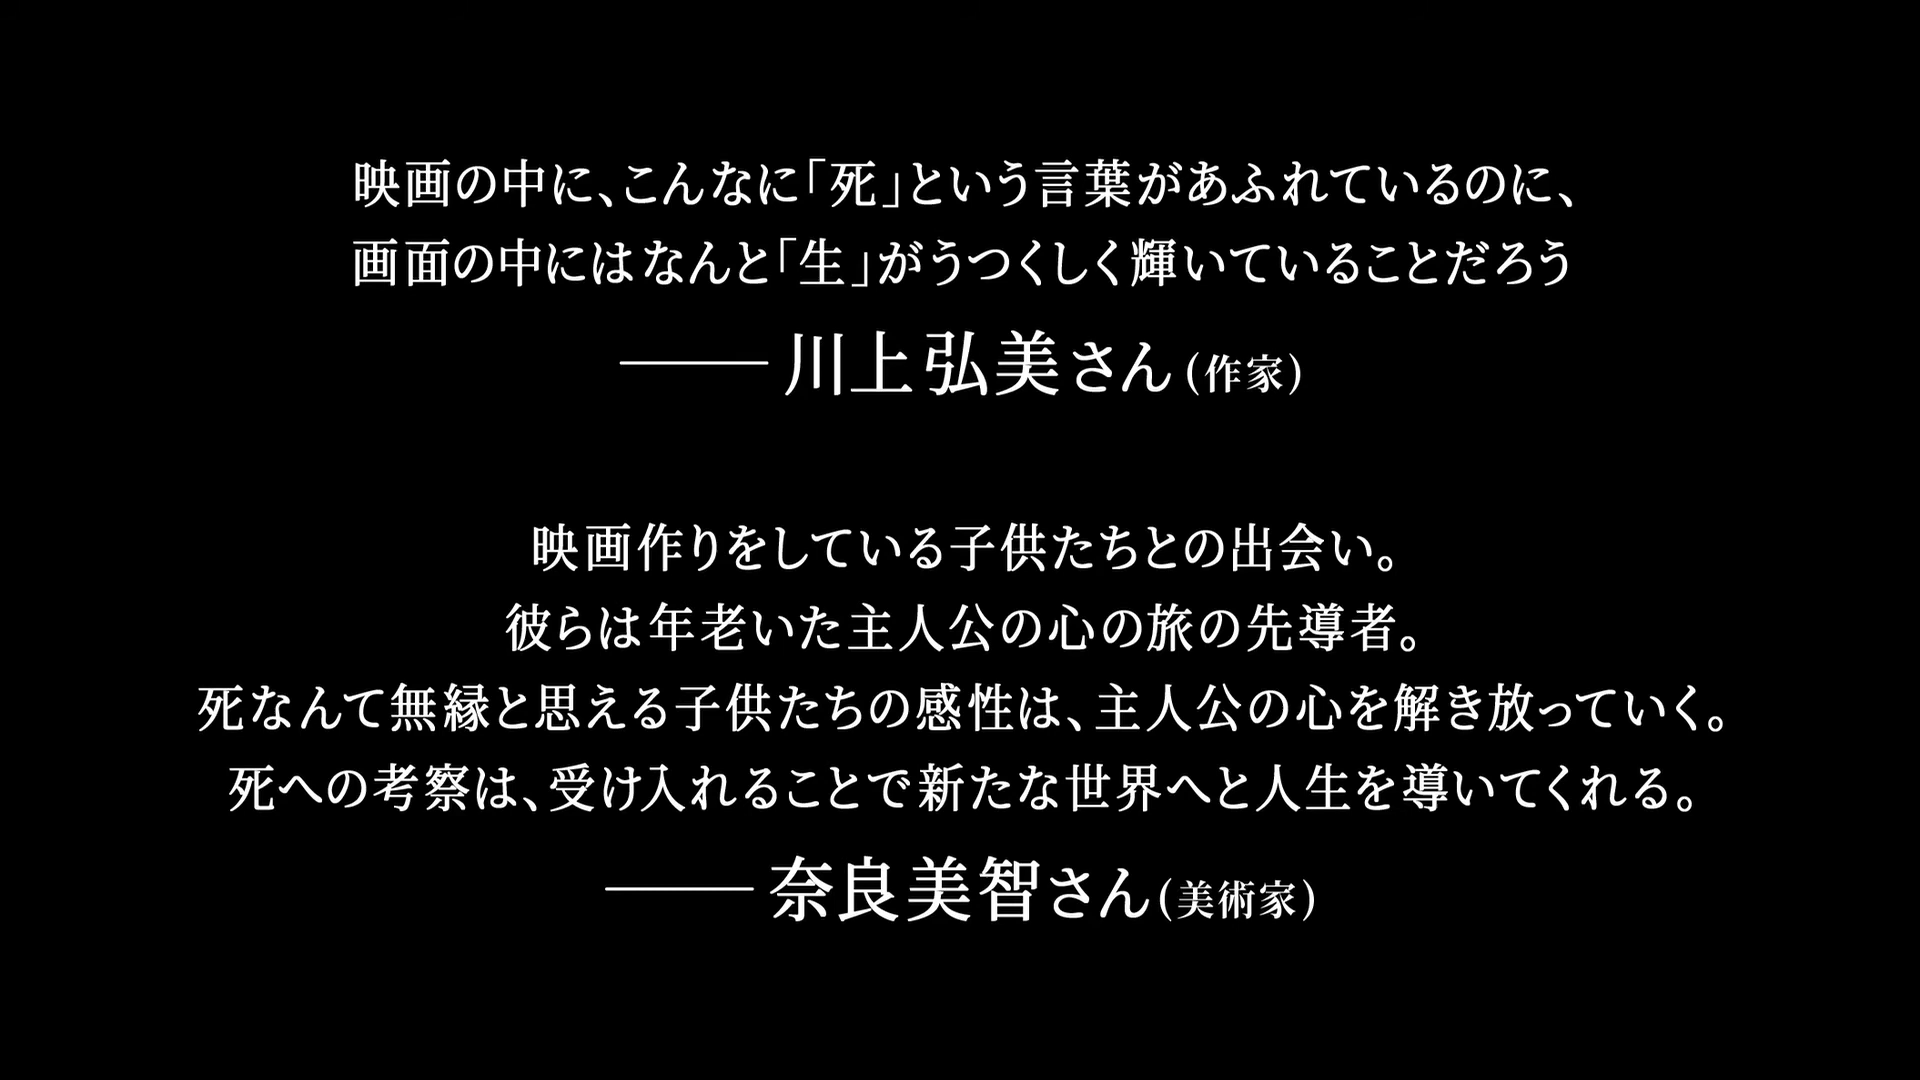 映画の中に、こんなに「死」という言葉があふれているのに、
画面の中にはなんと「生」がうつくしく輝いていることだろう
―― 川上弘美さん (作家)
映画作りをしている子供たちとの出会い。
彼らは年老いた主人公の心の旅の先導者。
死なんて無縁と思える子供たちの感性は、主人公の心を解き放っていく。
死への考察は、受け入れることで新たな世界へと人生を導いてくれる。
―― 奈良美智さん (美術家)